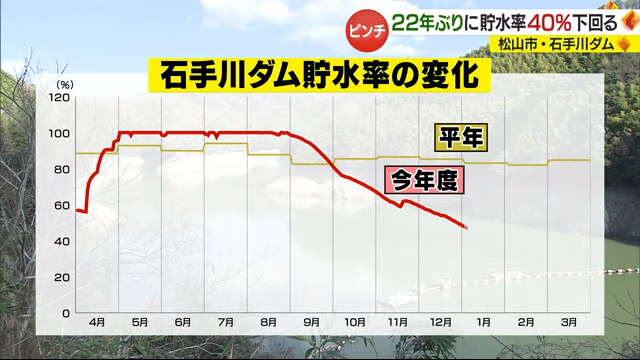 ピンチ
22年ぶりに貯水率40%下回る
松山市・石手川ダム
石手川ダム貯水率の変化
(%)
120
100
80
60
40
20
0
平年
今年度
4月 5月 6月 7月 8月 9月 10月 11月 12月 1月 2月 3月